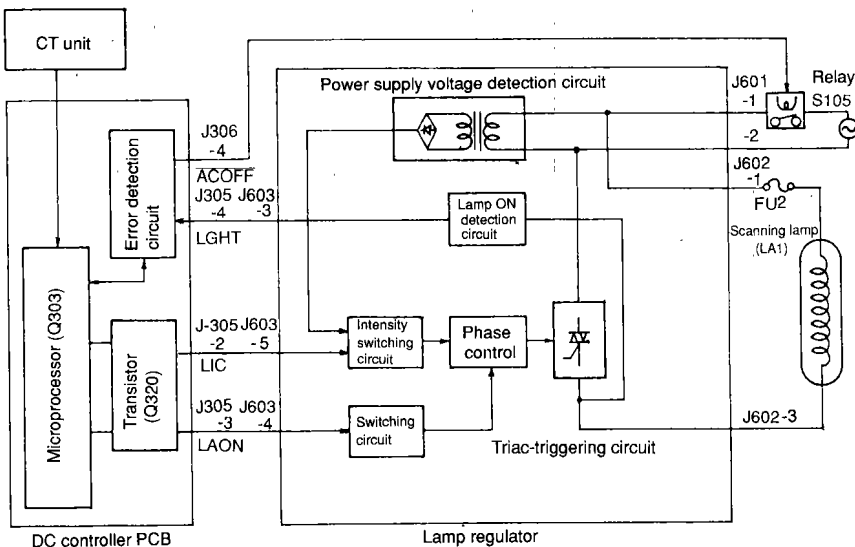 CT unit
Power supply voltage detection circuit
J601
Relay
-1
S105
J306
-4
ACOFF
-2
J602
-1
FU2
Error detection
circuit
J305 J603
-4 -3
LGHT
Lamp ON
detection
circuit
Scanning lamp
(LA1)
Microprocessor (Q303)
Transistor
(Q320)
J-305 J603
-2 -5
LIC
Intensity
switching
circuit
Phase
control
J305 J603
-3 -4
LAON
Switching
circuit
Triac-triggering circuit
J602-3
DC controller PCB
Lamp regulator